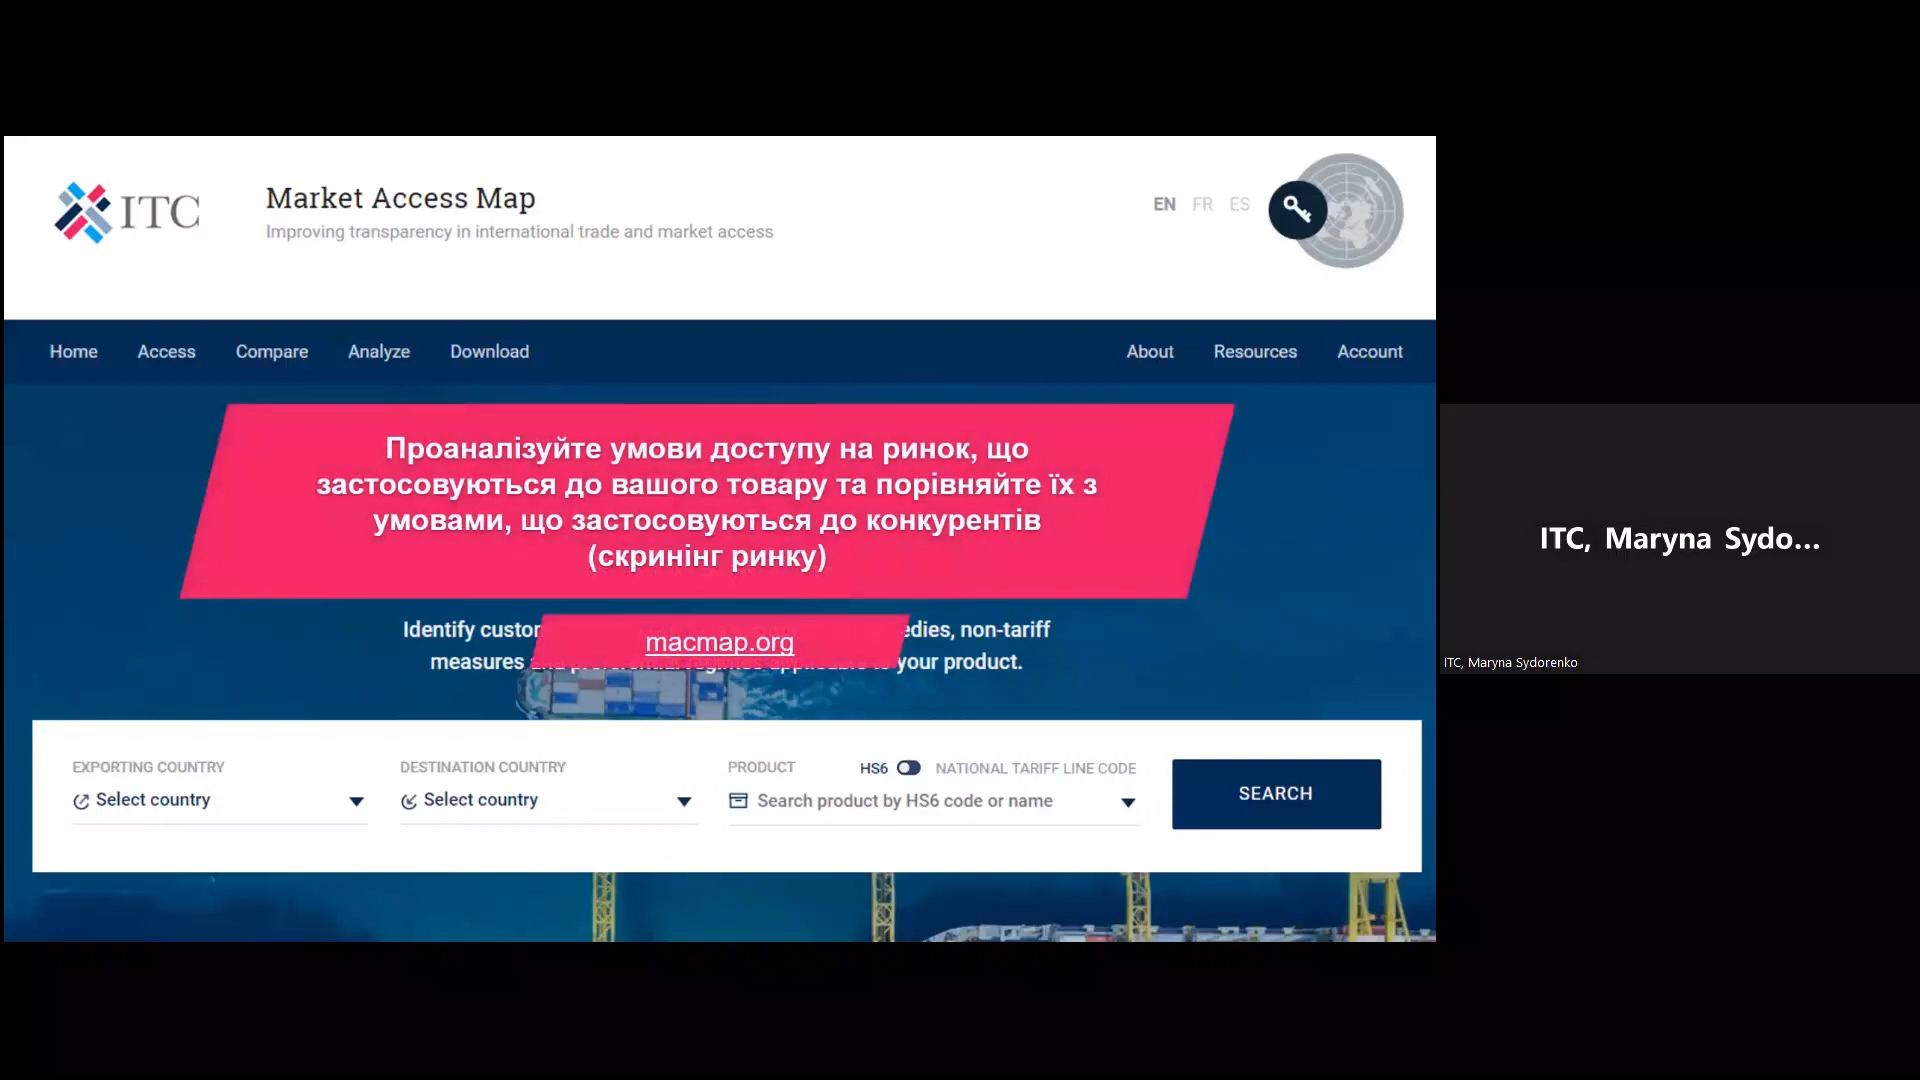 ITC
Market Access Map
Improving transparency in international trade and market access
EN FR ES
Home Access Compare Analyze Download About Resources Account
Проаналізуйте умови доступу на ринок, що
застосовуються до вашого товару та порівняйте їх з
умовами, що застосовуються до конкурентів
(скринінг ринку)
Identify non-tariff
macmap.org
measures your product.
EXPORTING COUNTRY
Select country
DESTINATION COUNTRY
Select country
PRODUCT HS6 NATIONAL TARIFF LINE CODE
Search product by HS6 code or name
SEARCH
ITC, Maryna Sydo...
ITC, Maryna Sydorenko